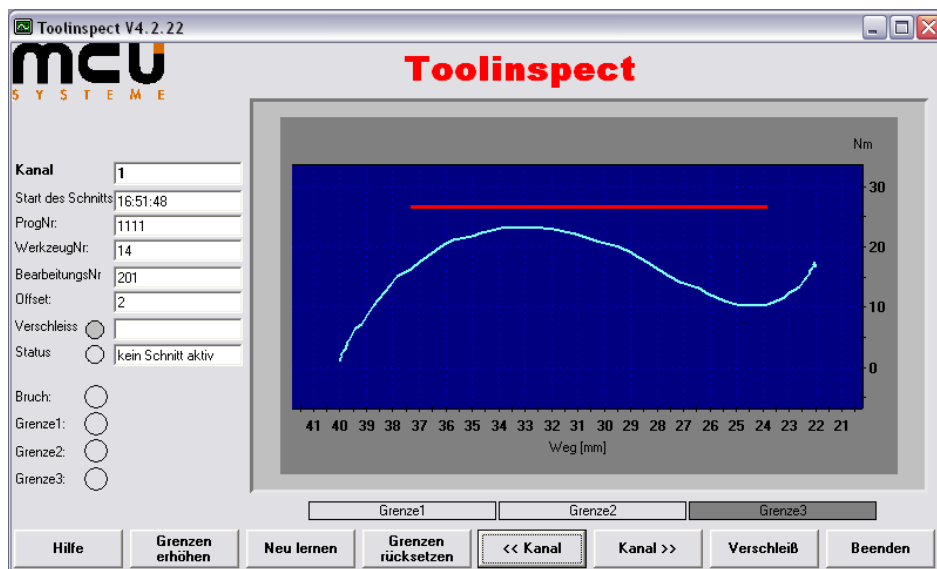 Toolinspect V4.2.22
mcu
SYSTEME
Toolinspect
Kanal 1
Start des Schnitts 16:51:48
ProgNr: 1111
WerkzeugNr: 14
BearbeitungsNr 201
Offset: 2
Verschleiss
Status kein Schnitt aktiv
Bruch:
Grenze1:
Grenze2:
Grenze3:
Nm
30
20
10
0
41 40 39 38 37 36 35 34 33 32 31 30 29 28 27 26 25 24 23 22 21
Weg [mm]
Grenze1 Grenze2 Grenze3
Hilfe
Grenzen erhöhen
Neu lernen
Grenzen rücksetzen
<< Kanal
Kanal >>
Verschleiß
Beenden